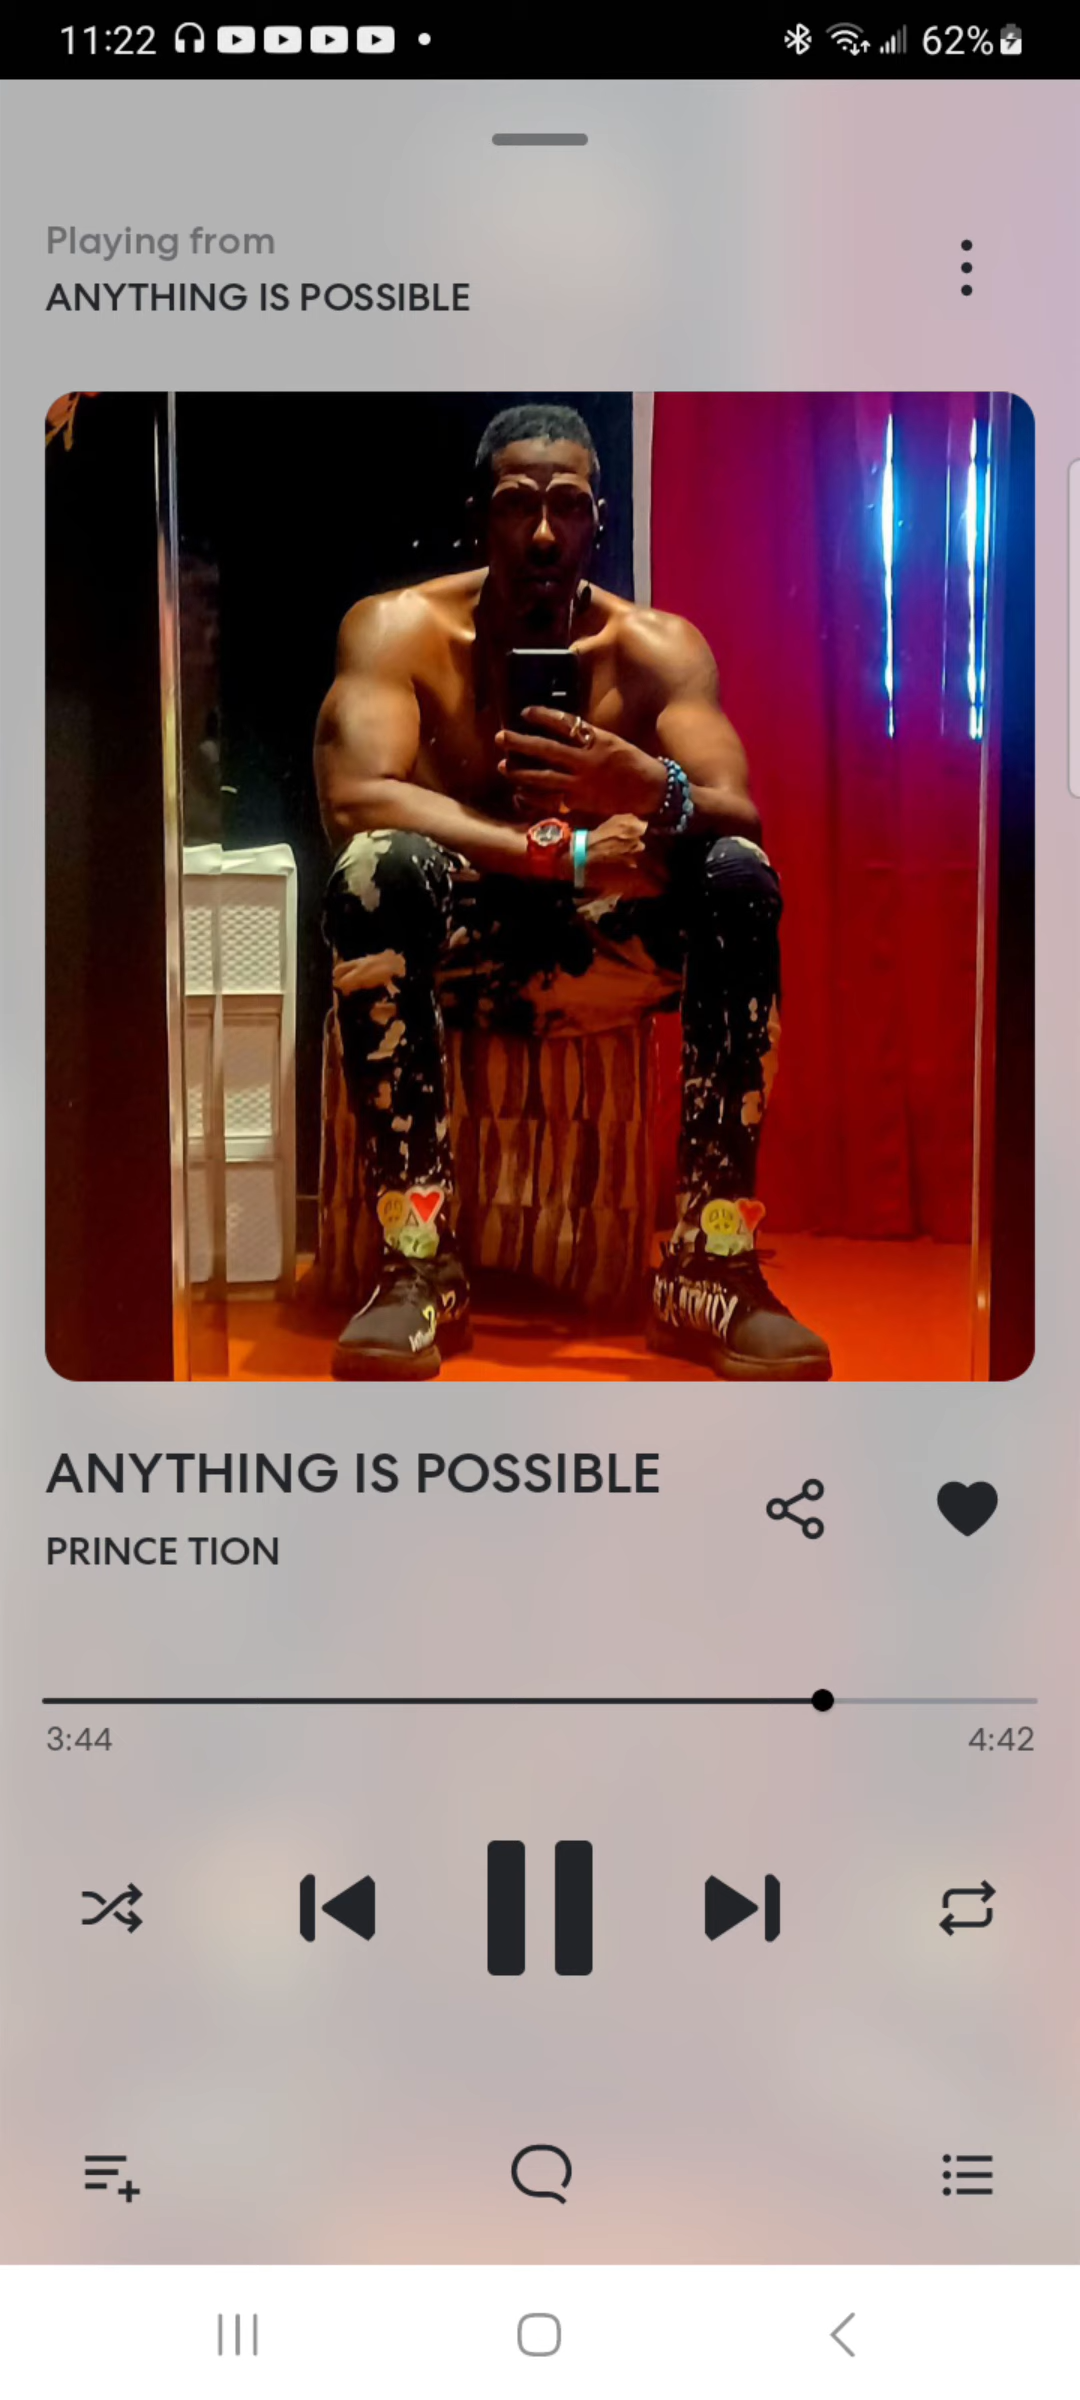 11:22
62%
Playing from
ANYTHING IS POSSIBLE
ANYTHING IS POSSIBLE
PRINCE TION
3:44
4:42